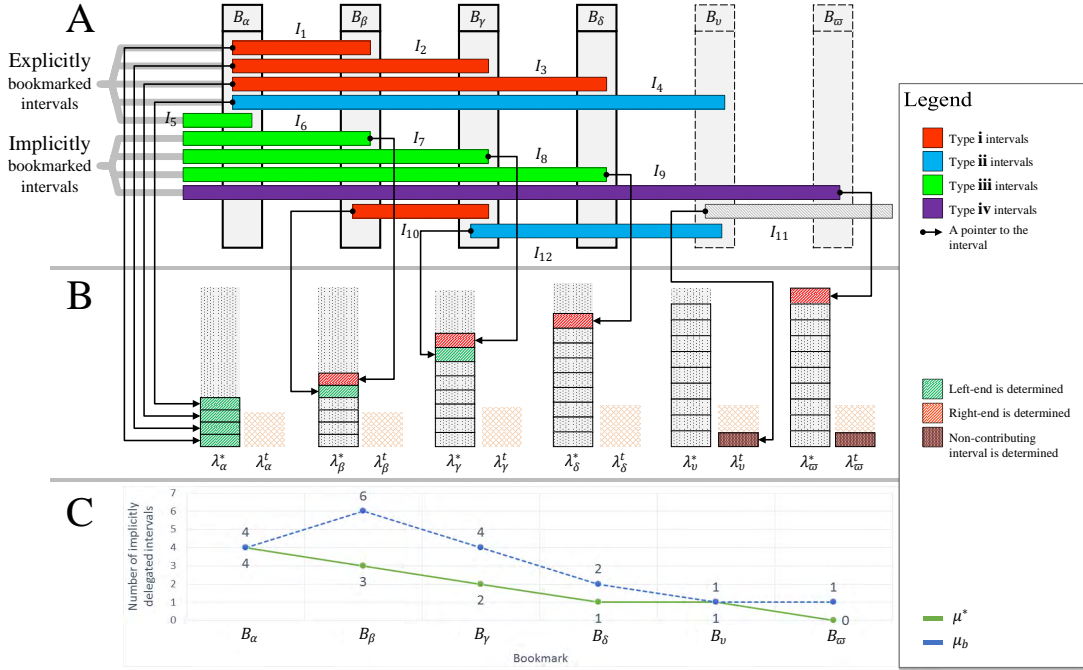 A
B_α B_β B_γ B_δ B_υ B_ϖ
I_1
I_2
I_3
I_4
Explicitly
bookmarked
intervals
I_5
I_6
Implicitly
bookmarked
intervals
I_7
I_8
I_9
I_10
I_11
I_12
Legend
Type i intervals
Type ii intervals
Type iii intervals
Type iv intervals
A pointer to the
interval
B
λ*_α λ^t_α λ*_β λ^t_β λ*_γ λ^t_γ λ*_δ λ^t_δ λ*_υ λ^t_υ λ*_ϖ λ^t_ϖ
Left-end is determined
Right-end is determined
Non-contributing
interval is determined
C
Number of implicitly
delegated intervals
7
6
5
4
3
2
1
0
4 6 4 2 1 1
4 3 2 1 1 0
B_α B_β B_γ B_δ B_υ B_ϖ
Bookmark
μ*
μ_b